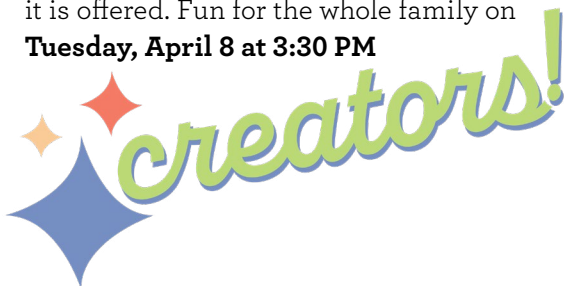 it is offered. Fun for the whole family on
Tuesday, April 8 at 3:30 PM
creators!